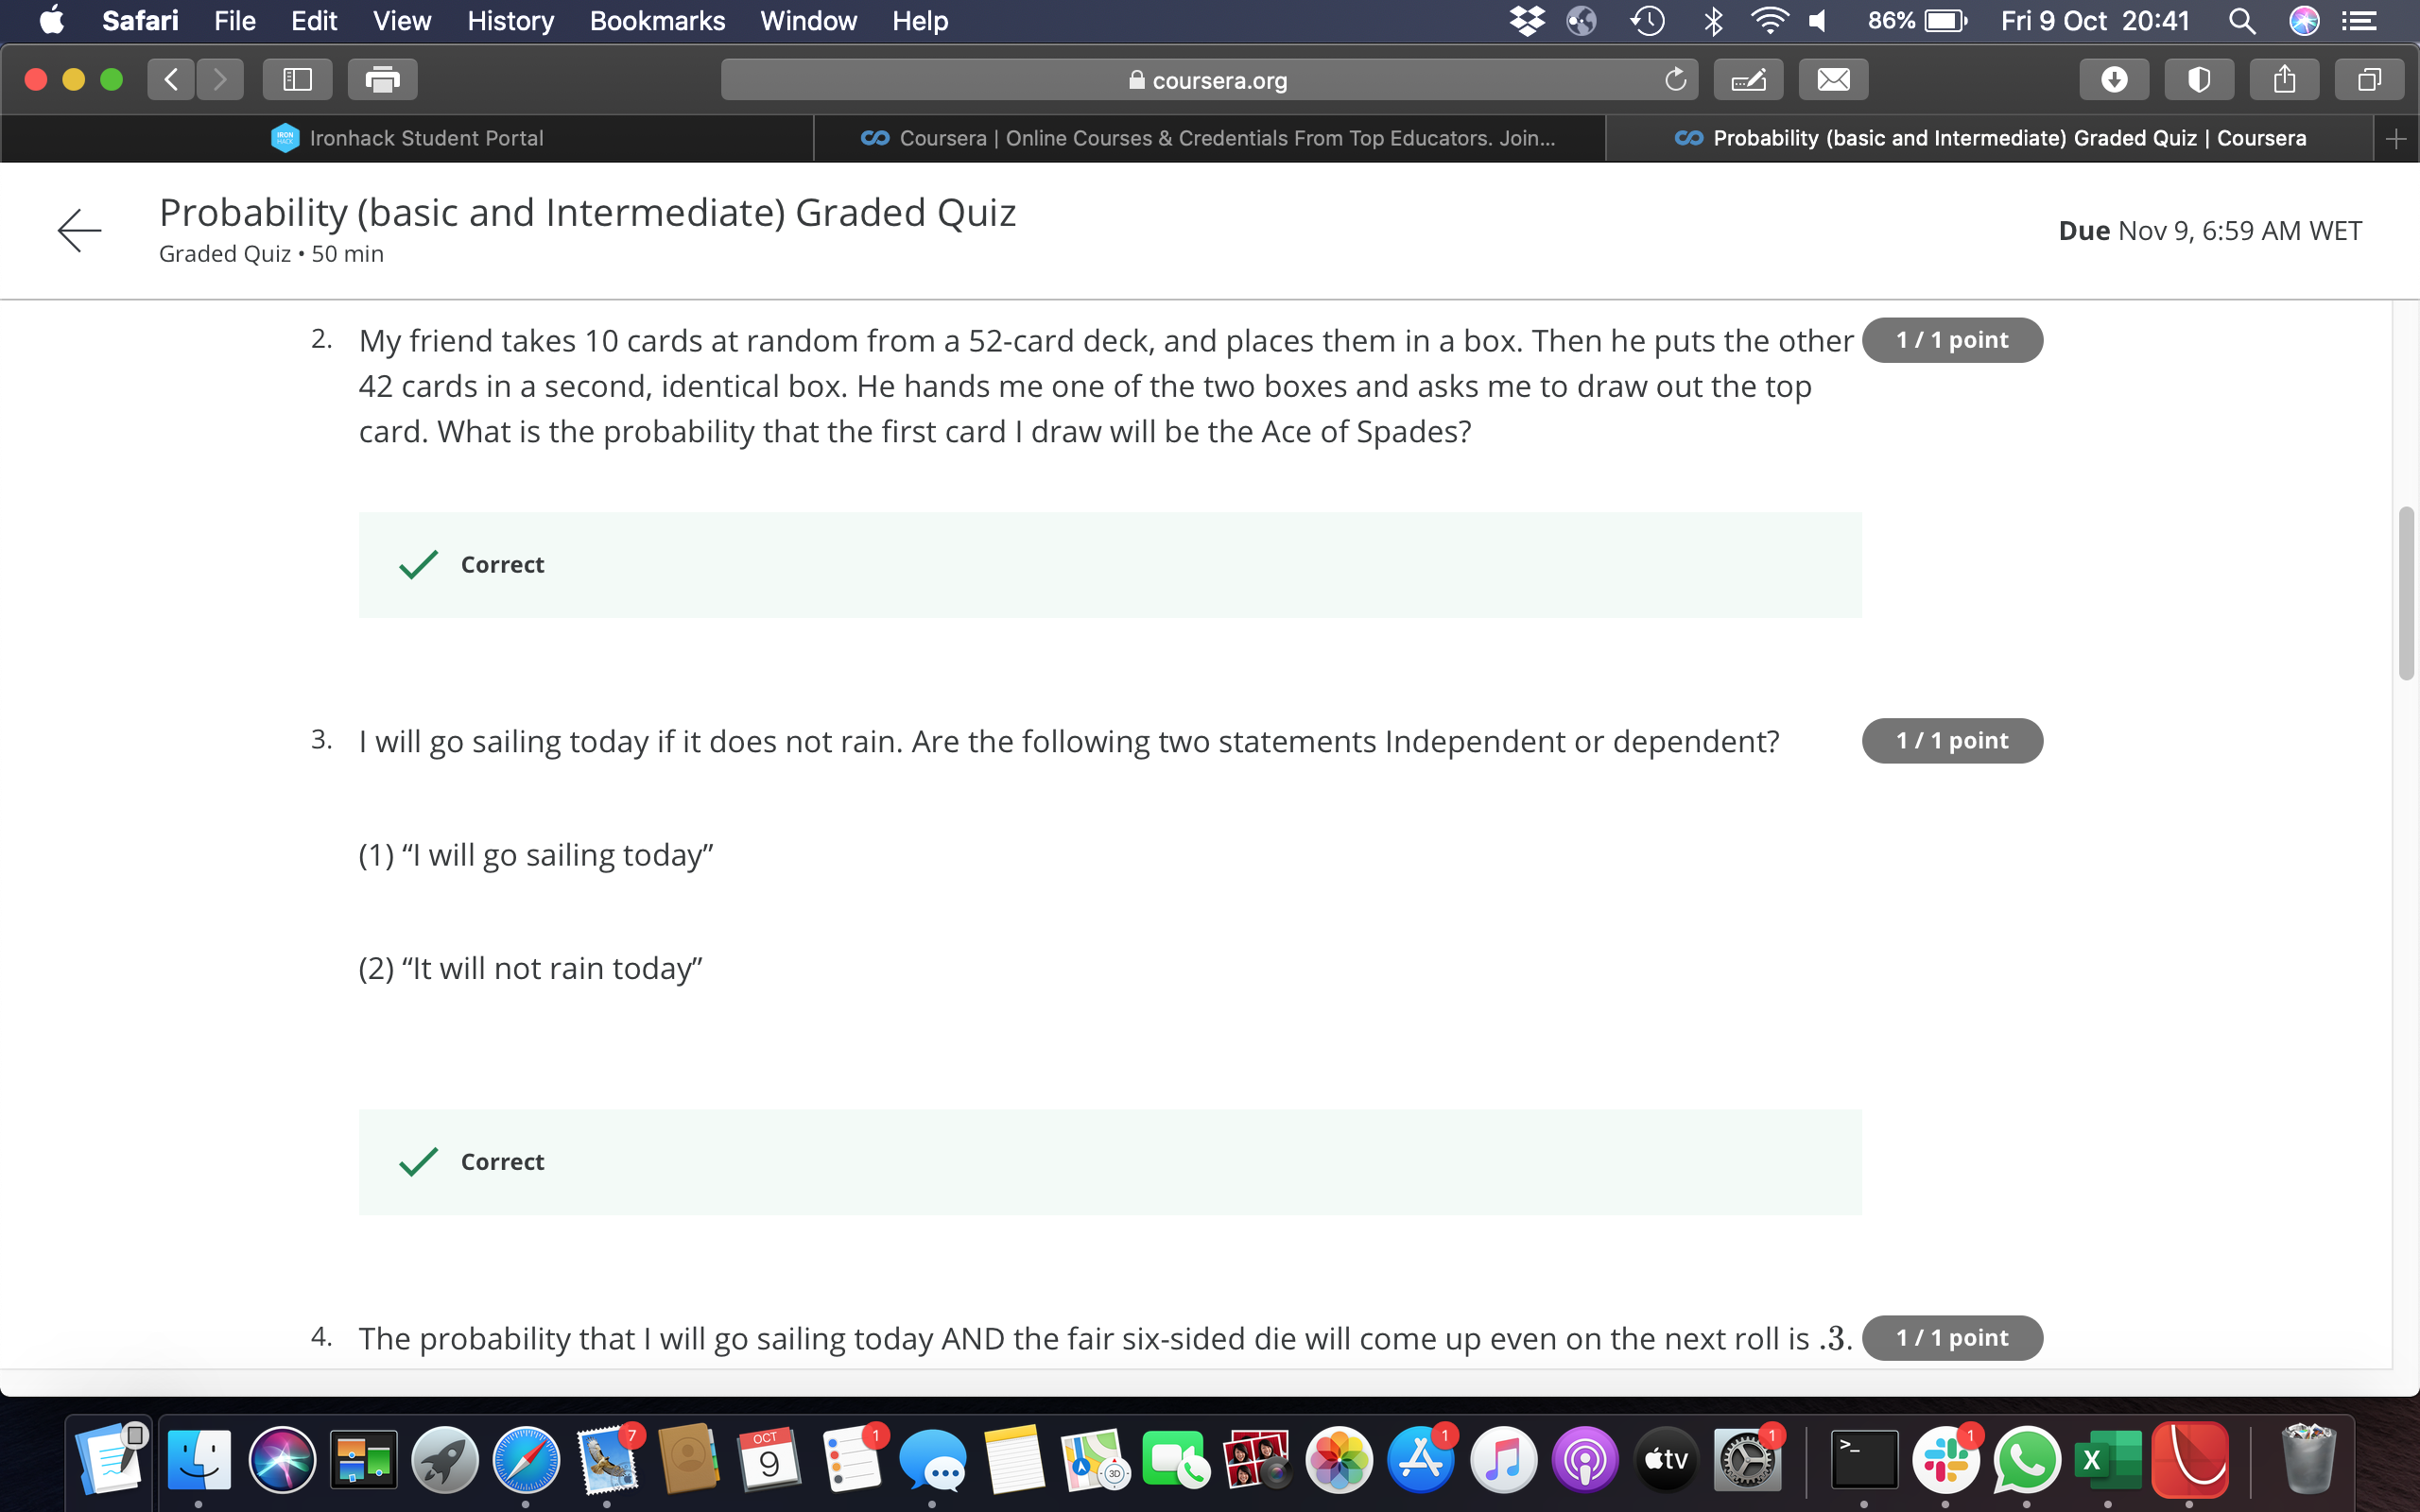 Safari File Edit View History Bookmarks Window Help 86% Fri 9 Oct 20:41
coursera.org
IRON HACK Ironhack Student Portal
Coursera | Online Courses & Credentials From Top Educators. Join...
Probability (basic and Intermediate) Graded Quiz | Coursera
Probability (basic and Intermediate) Graded Quiz
Graded Quiz • 50 min
Due Nov 9, 6:59 AM WET
2. My friend takes 10 cards at random from a 52-card deck, and places them in a box. Then he puts the other 1 / 1 point
42 cards in a second, identical box. He hands me one of the two boxes and asks me to draw out the top
card. What is the probability that the first card I draw will be the Ace of Spades?
Correct
3. I will go sailing today if it does not rain. Are the following two statements Independent or dependent? 1 / 1 point
(1) “I will go sailing today”
(2) “It will not rain today”
Correct
4. The probability that I will go sailing today AND the fair six-sided die will come up even on the next roll is .3. 1 / 1 point
7 OCT 9 1 3D 1 tv 1 >_ 1 X